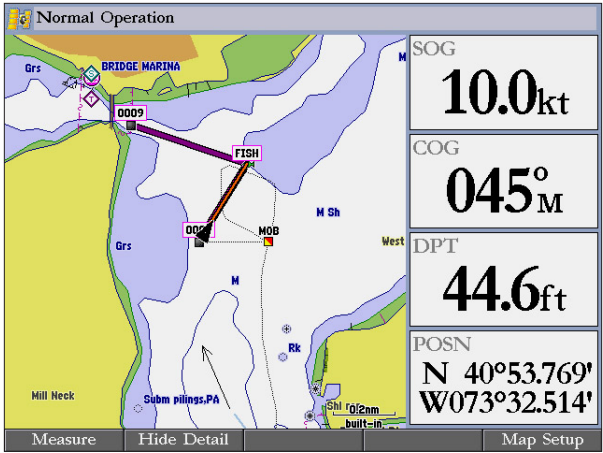 Normal Operation
Grs
BRIDGE MARINA
M
S
T
0009
FISH
M Sh
MOB
West
Grs
M
Rk
Mill Neck
Subm pilings,PA
Shl
0.2nm
built-in
SOG
10.0kt
COG
045°M
DPT
44.6ft
POSN
N 40°53.769'
W073°32.514'
Measure
Hide Detail
Map Setup